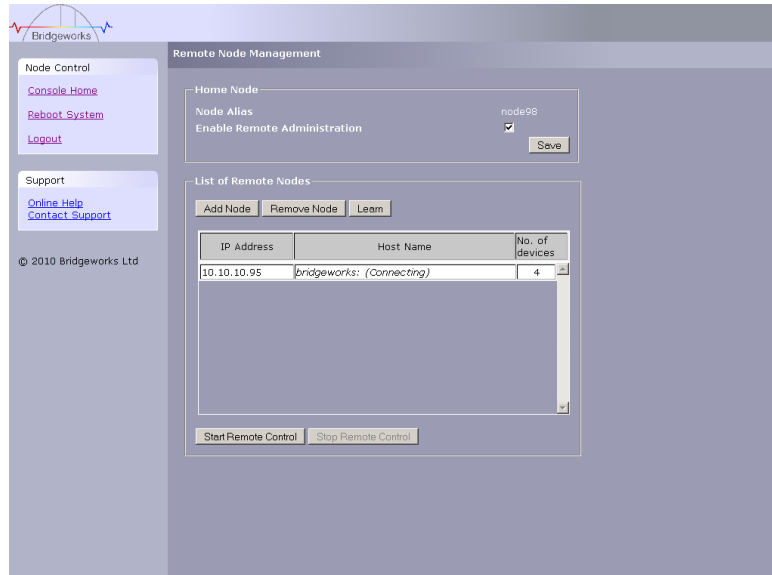 Bridgeworks
Remote Node Management
Node Control
Console Home
Reboot System
Logout
Support
Online Help
Contact Support
© 2010 Bridgeworks Ltd
Home Node
Node Alias node98
Enable Remote Administration
Save
List of Remote Nodes
Add Node Remove Node Learn
IP Address Host Name No. of devices
10.10.10.95 bridgeworks: (Connecting) 4
Start Remote Control Stop Remote Control